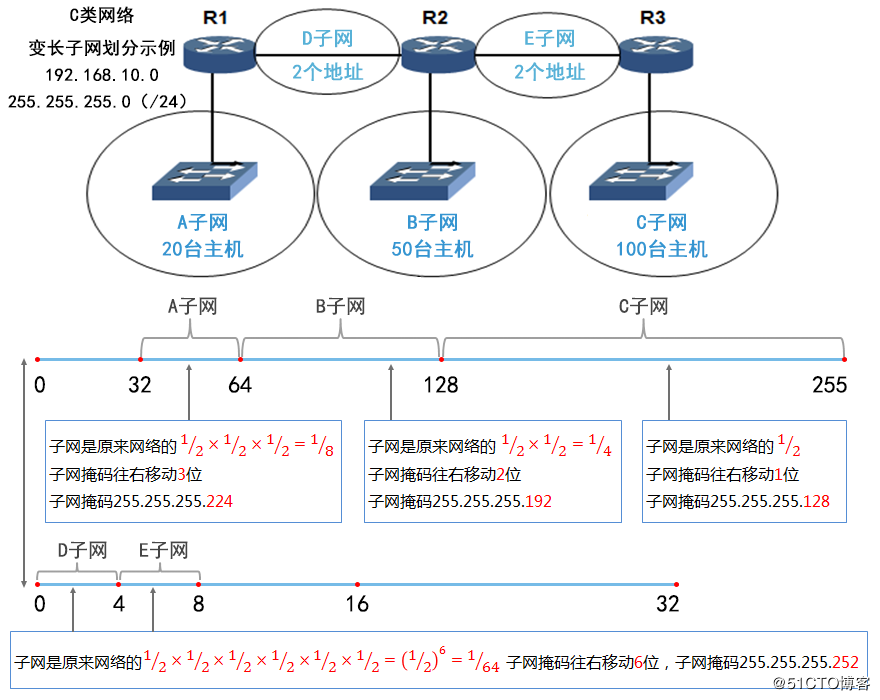 C类网络
变长子网划分示例
192.168.10.0
255.255.255.0（/24）
R1
R2
R3
D子网
2个地址
E子网
2个地址
A子网
20台主机
B子网
50台主机
C子网
100台主机
A子网
B子网
C子网
0
32
64
128
255
子网是原来网络的 1/2×1/2×1/2=1/8
子网掩码往右移动3位
子网掩码255.255.255.224
子网是原来网络的 1/2×1/2=1/4
子网掩码往右移动2位
子网掩码255.255.255.192
子网是原来网络的 1/2
子网掩码往右移动1位
子网掩码255.255.255.128
D子网
E子网
0
4
8
16
32
子网是原来网络的1/2×1/2×1/2×1/2×1/2×1/2=(1/2)^6=1/64 子网掩码往右移动6位，子网掩码255.255.255.252
@51CTO博客